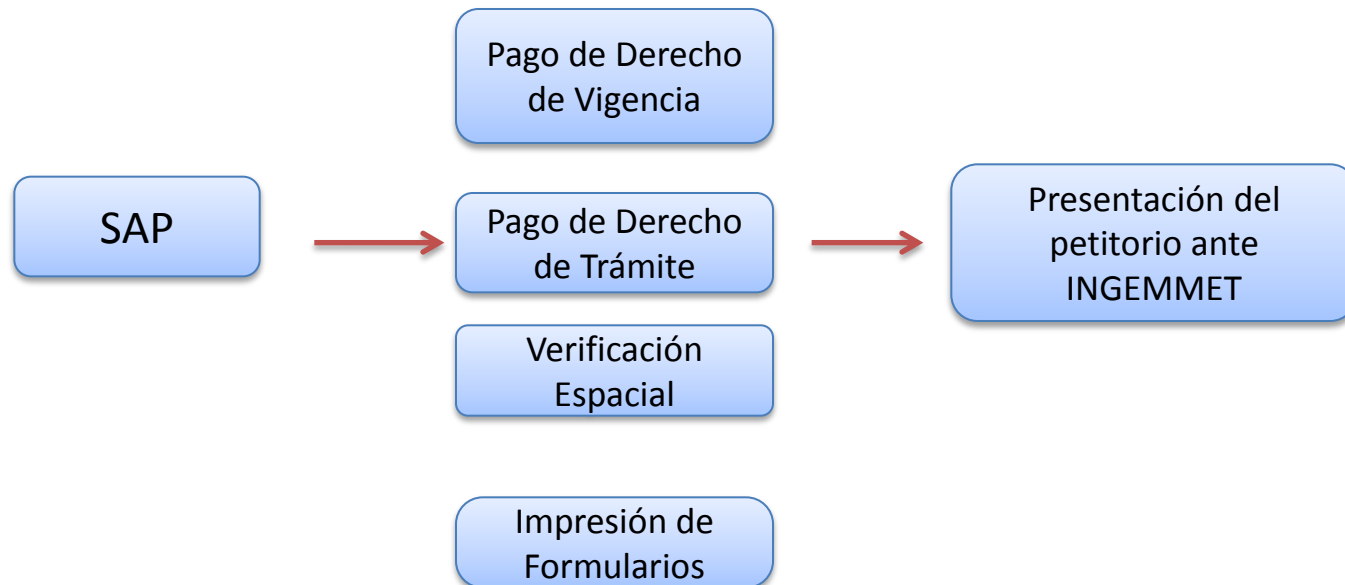 SAP
Pago de Derecho
de Vigencia
Pago de Derecho
de Trámite
Verificación
Espacial
Impresión de
Formularios
Presentación del
petitorio ante
INGEMMET